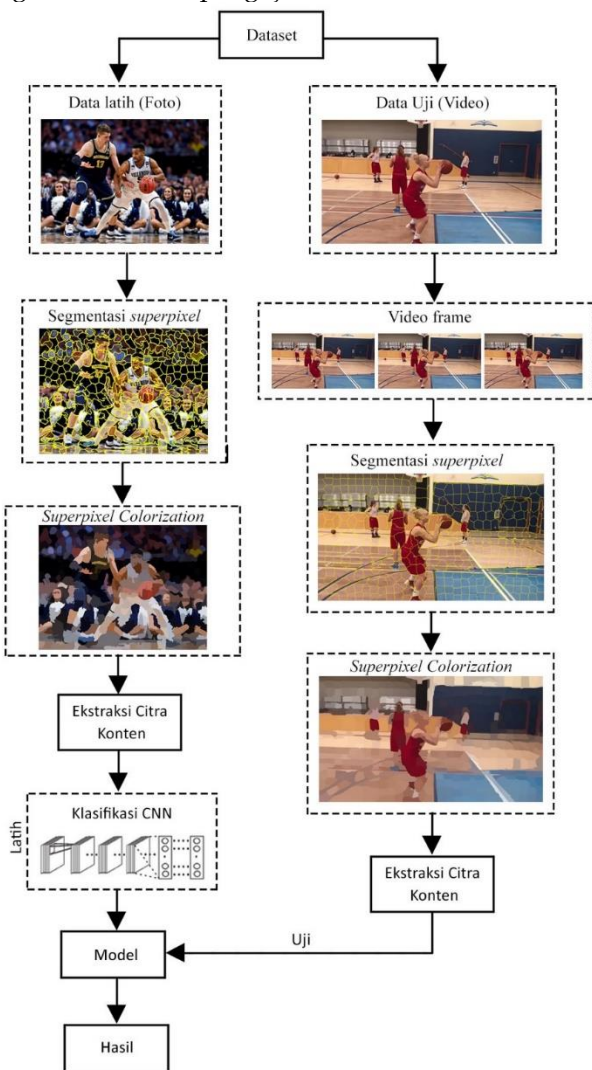 Dataset
Data latih (Foto)
Data Uji (Video)
Segmentasi superpixel
Video frame
Superpixel Colorization
Segmentasi superpixel
Ekstraksi Citra
Konten
Superpixel Colorization
Klasifikasi CNN
Latih
Ekstraksi Citra
Konten
Uji
Model
Hasil